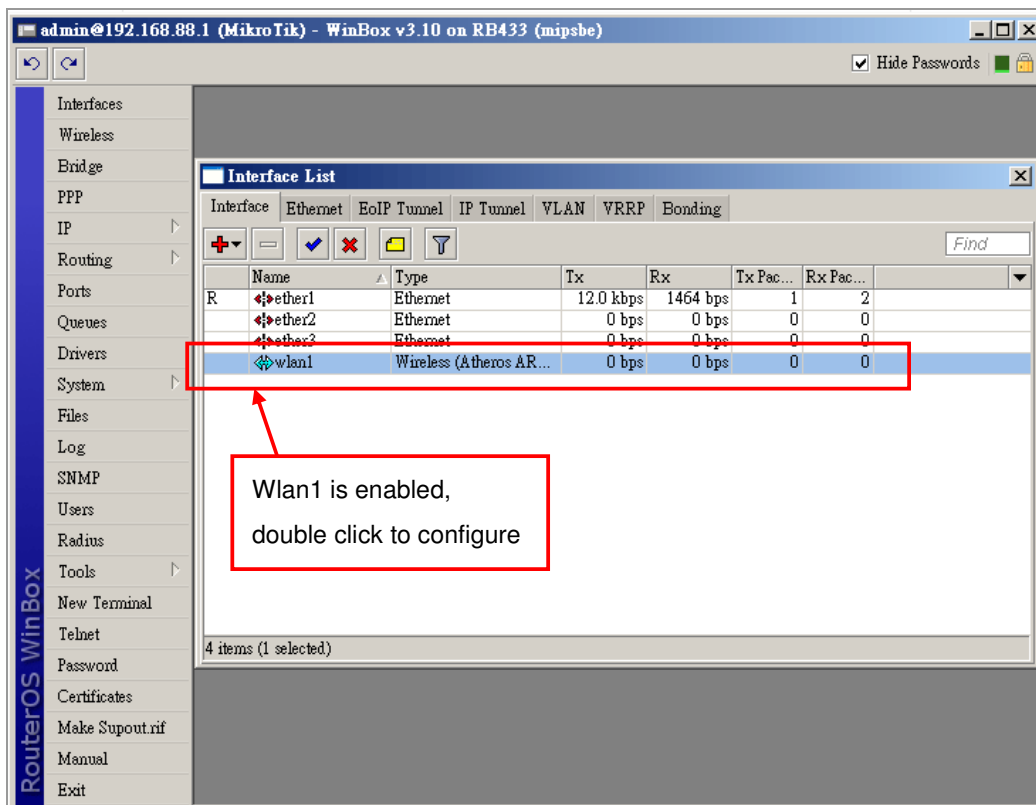 admin@192.168.88.1 (MikroTik) - WinBox v3.10 on RB433 (mipsbe)
Hide Passwords
Interfaces
Wireless
Bridge
PPP
IP
Routing
Ports
Queues
Drivers
System
Files
Log
SNMP
Users
Radius
Tools
New Terminal
Telnet
Password
Certificates
Make Supout.rif
Manual
Exit
RouterOS WinBox
Interface List
Interface Ethernet EoIP Tunnel IP Tunnel VLAN VRRP Bonding
Find
Name Type Tx Rx Tx Pac... Rx Pac...
R ether1 Ethernet 12.0 kbps 1464 bps 1 2
ether2 Ethernet 0 bps 0 bps 0 0
ether3 Ethernet 0 bps 0 bps 0 0
wlan1 Wireless (Atheros AR... 0 bps 0 bps 0 0
Wlan1 is enabled,
double click to configure
4 items (1 selected)